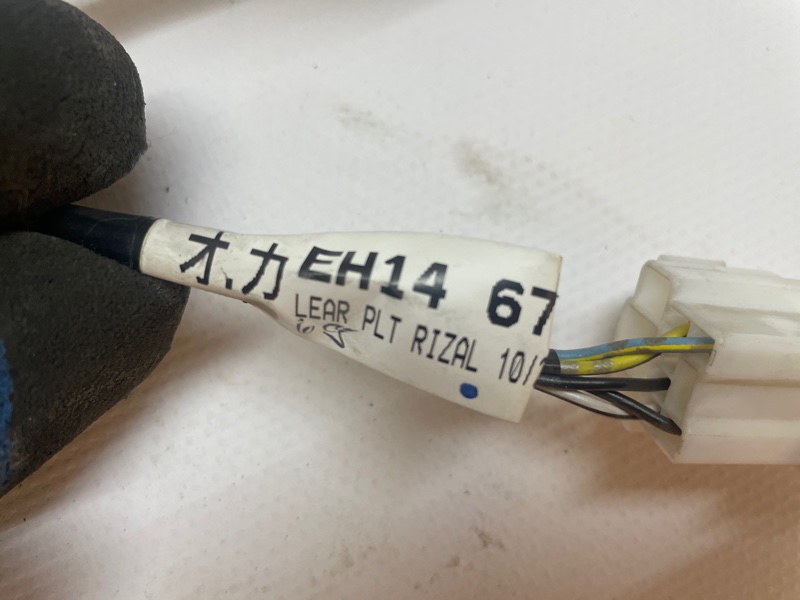 オ.カ EH14 67
LEAR PLT RIZAL 10/